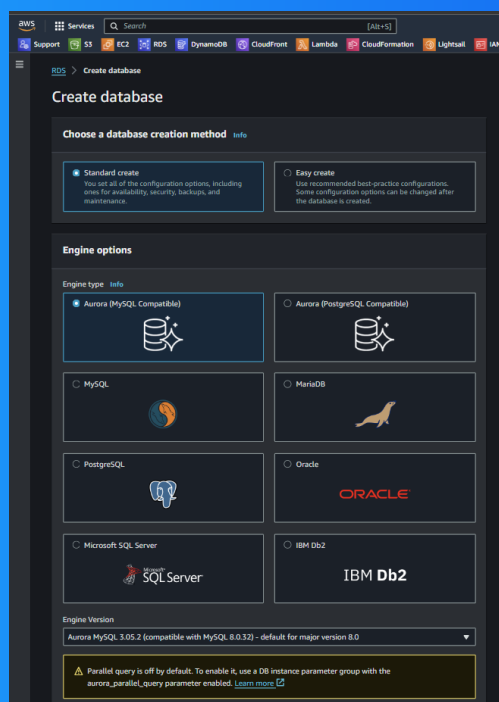 aws
Services
Search
[Alt+S]
Support
S3
EC2
RDS
DynamoDB
CloudFront
Lambda
CloudFormation
Lightsail
IAM
RDS > Create database
Create database
Choose a database creation method Info
Standard create
You set all of the configuration options, including
ones for availability, security, backups, and
maintenance.
Easy create
Use recommended best-practice configurations.
Some configuration options can be changed after
the database is created.
Engine options
Engine type Info
Aurora (MySQL Compatible)
Aurora (PostgreSQL Compatible)
MySQL
MariaDB
PostgreSQL
Oracle
ORACLE
Microsoft SQL Server
Microsoft
SQL Server
IBM Db2
IBM Db2
Engine Version
Aurora MySQL 3.05.2 (compatible with MySQL 8.0.32) - default for major version 8.0
Parallel query is off by default. To enable it, use a DB instance parameter group with the
aurora_parallel_query parameter enabled. Learn more